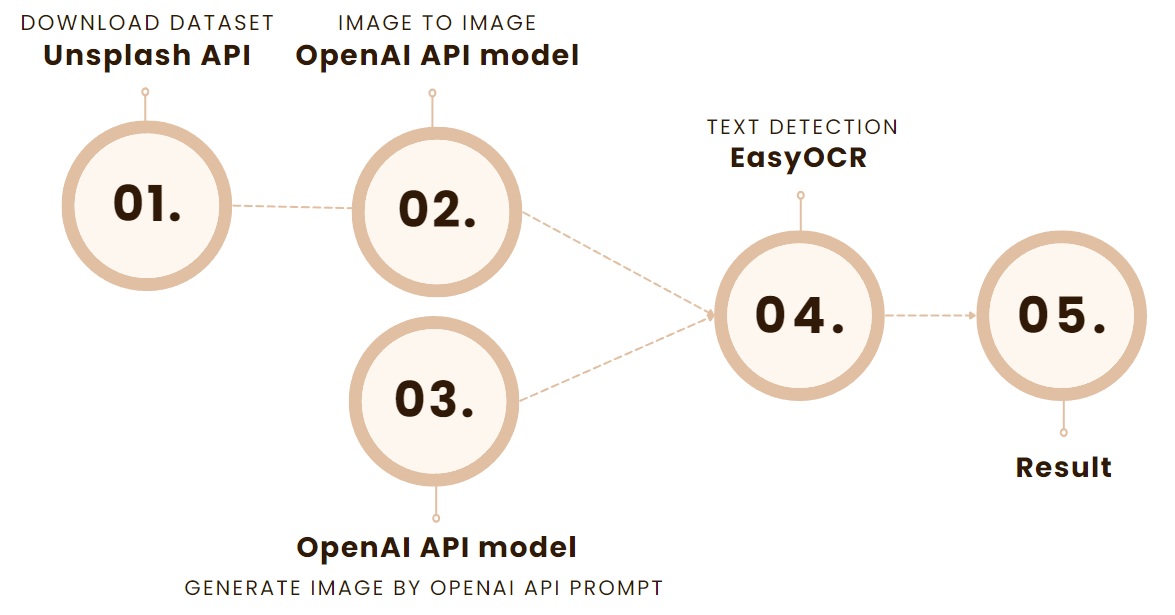 DOWNLOAD DATASET
Unsplash API
IMAGE TO IMAGE
OpenAI API model
01.
02.
TEXT DETECTION
EasyOCR
03.
04.
05.
Result
OpenAI API model
GENERATE IMAGE BY OPENAI API PROMPT